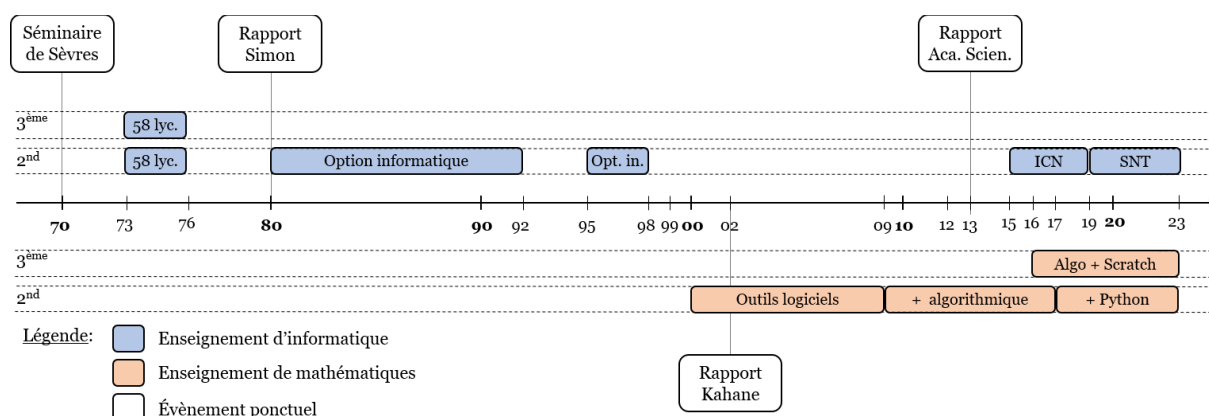 Séminaire
de Sèvres
Rapport
Simon
Rapport
Aca. Scien.
3ème
58 lyc.
2nd
58 lyc.
Option informatique
Opt. in.
ICN
SNT
70 73 76 80 90 92 95 98 99 00 02 09 10 12 13 15 16 17 19 20 23
3ème
Algo + Scratch
2nd
Outils logiciels
+ algorithmique
+ Python
Légende:
Enseignement d'informatique
Enseignement de mathématiques
Évènement ponctuel
Rapport
Kahane